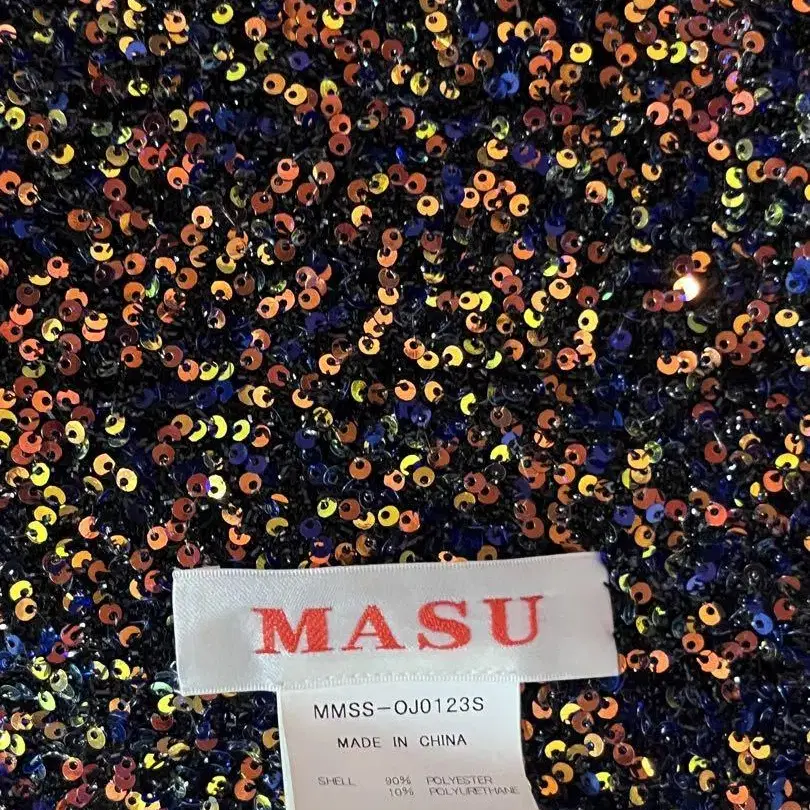 MASU
MMSS-OJ0123S
MADE IN CHINA
SHELL 90% POLYESTER
10% POLYURETHANE